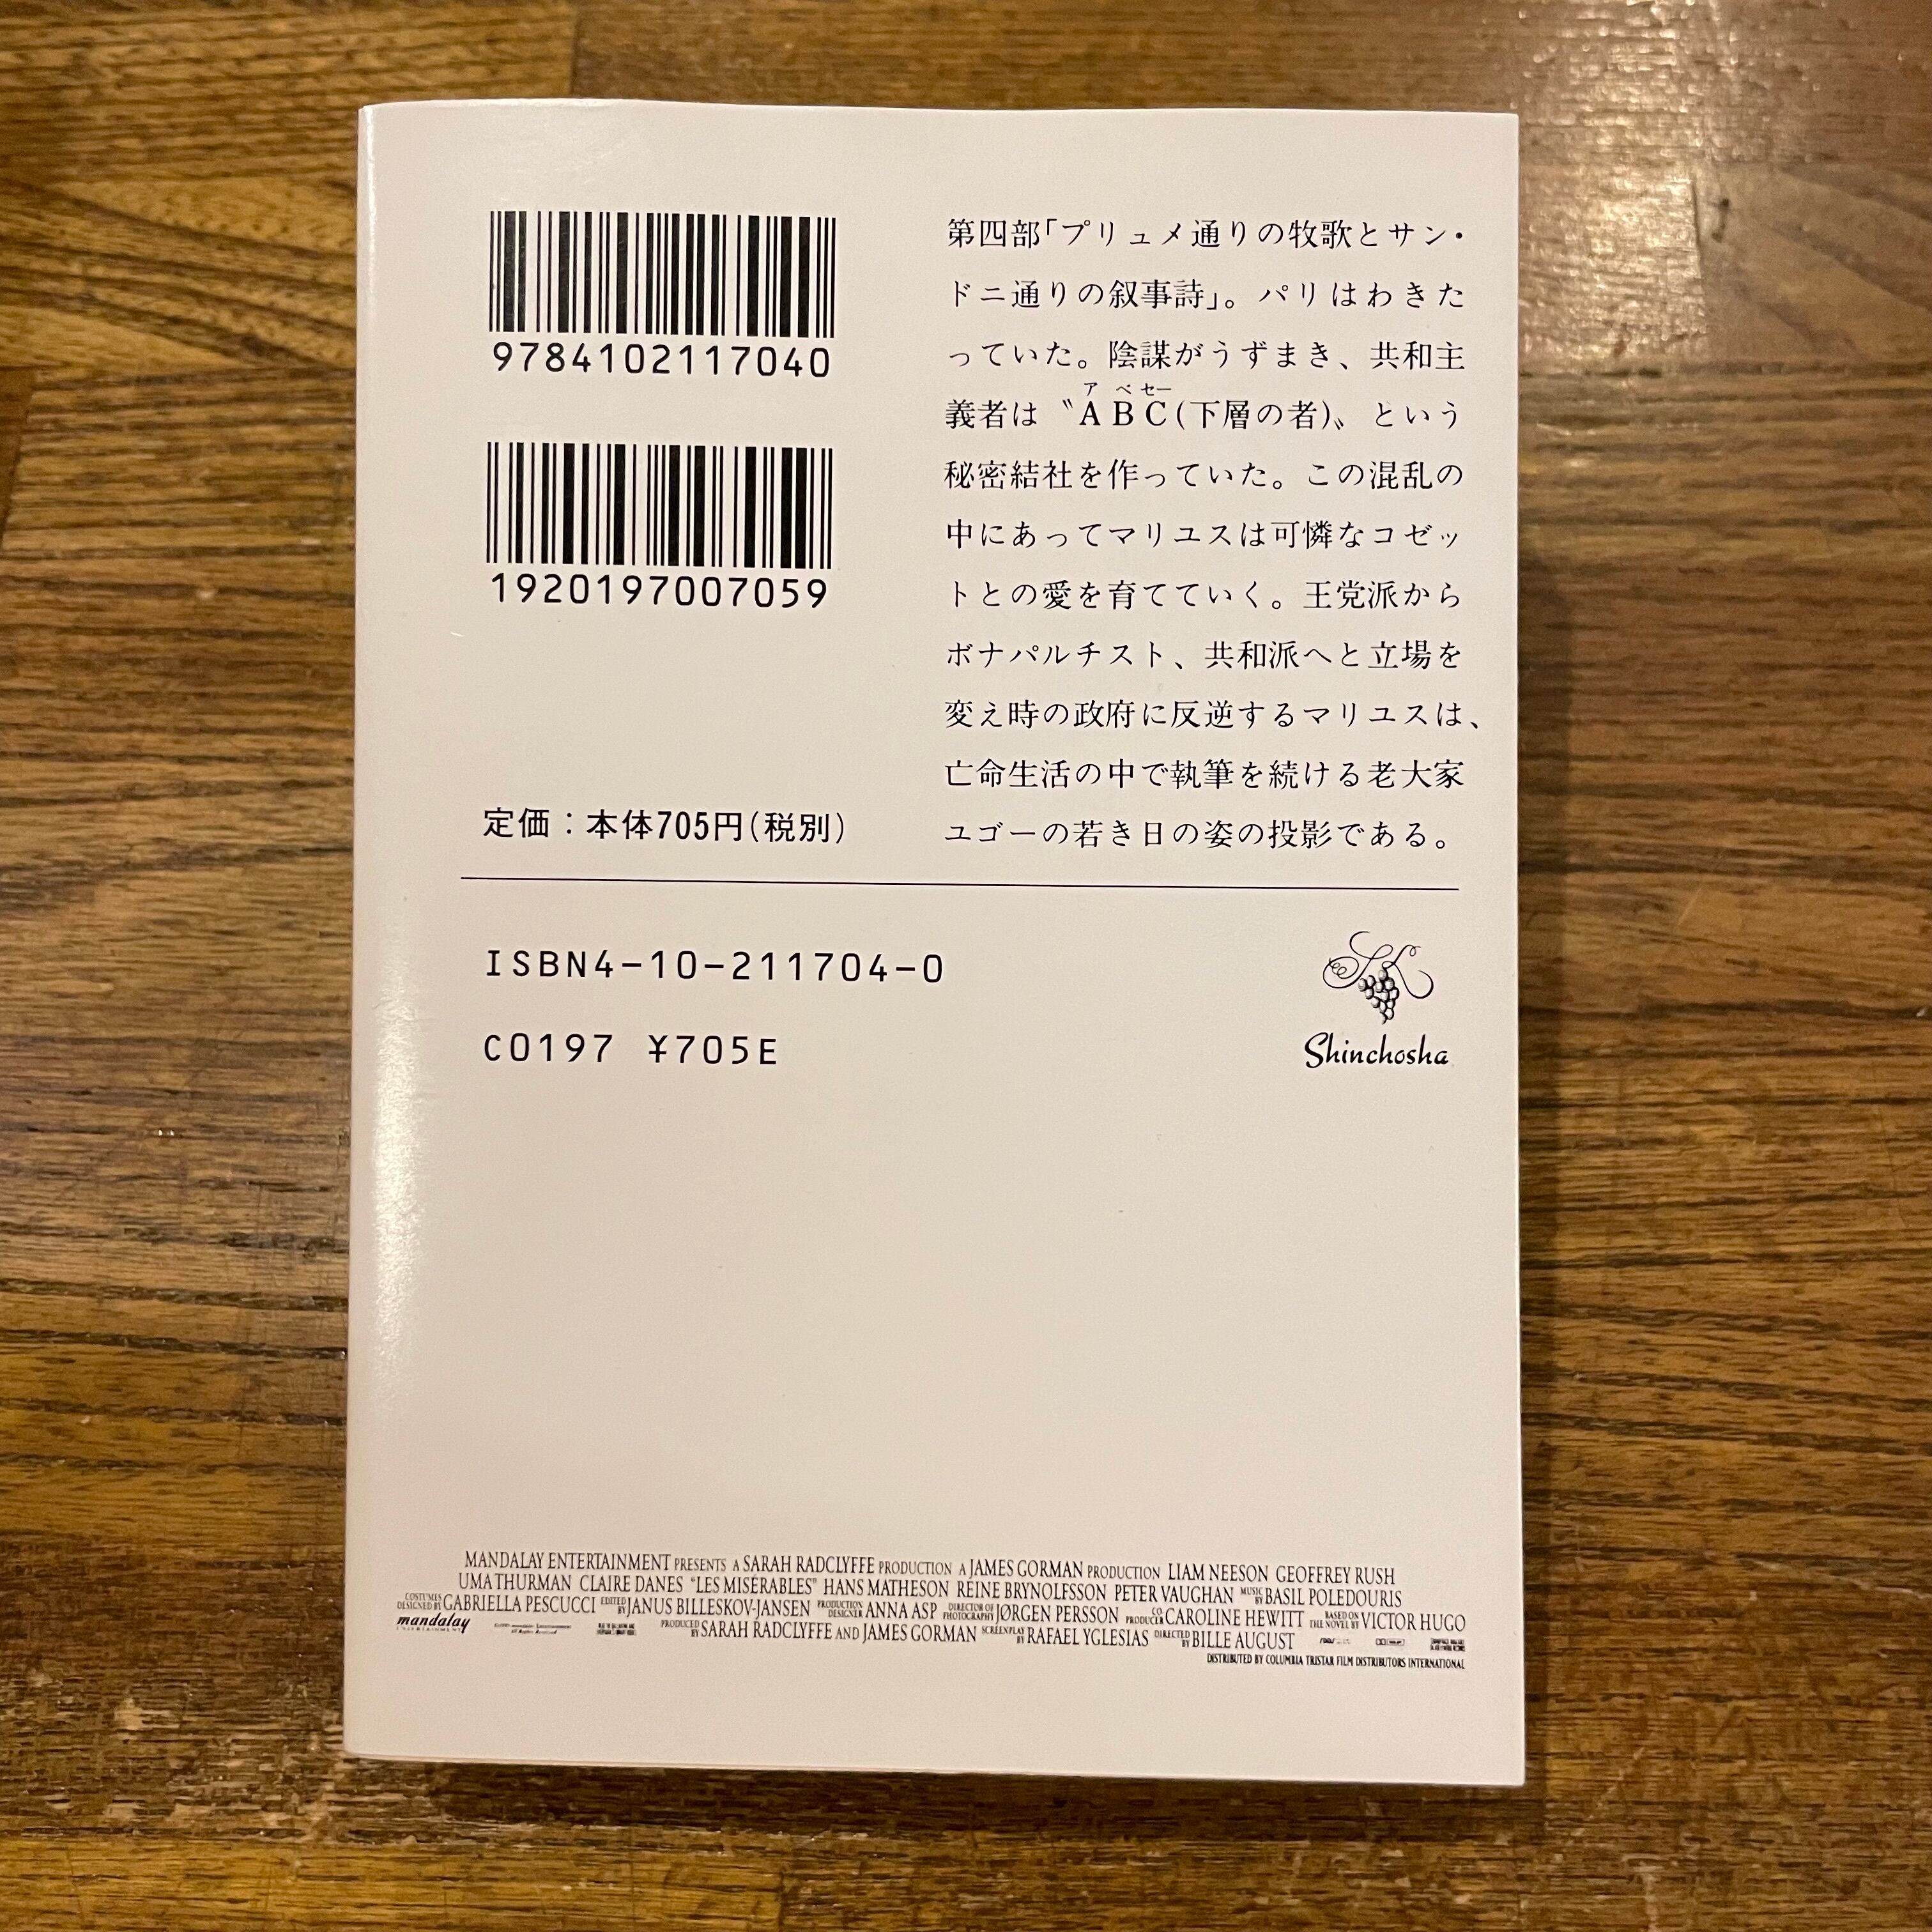 9784102117040
1920197007059
定価：本体705円(税別)
第四部「プリュメ通りの牧歌とサン・
ドニ通りの叙事詩」。パリはわきた
っていた。陰謀がうずまき、共和主
ア ベ セー
義者は〝ＡＢＣ(下層の者)〟という
秘密結社を作っていた。この混乱の
中にあってマリユスは可憐なコゼッ
トとの愛を育てていく。王党派から
ボナパルチスト、共和派へと立場を
変え時の政府に反逆するマリユスは、
亡命生活の中で執筆を続ける老大家
ユゴーの若き日の姿の投影である。
ISBN4-10-211704-0
C0197 ¥705E
Shinchosha
MANDALAY ENTERTAINMENT PRESENTS A SARAH RADCLYFFE PRODUCTION A JAMES GORMAN PRODUCTION LIAM NEESON GEOFFREY RUSH
UMA THURMAN CLAIRE DANES "LES MISÉRABLES" HANS MATHESON REINE BRYNOLFSSON PETER VAUGHAN MUSIC BY BASIL POLEDOURIS
COSTUMES DESIGNED BY GABRIELLA PESCUCCI EDITED BY JANUS BILLESKOV-JANSEN PRODUCTION DESIGNER ANNA ASP DIRECTOR OF PHOTOGRAPHY JØRGEN PERSSON CO PRODUCER CAROLINE HEWITT BASED ON THE NOVEL BY VICTOR HUGO
mandalay ENTERTAINMENT PRODUCED BY SARAH RADCLYFFE AND JAMES GORMAN SCREENPLAY BY RAFAEL YGLESIAS DIRECTED BY BILLE AUGUST
DISTRIBUTED BY COLUMBIA TRISTAR FILM DISTRIBUTORS INTERNATIONAL